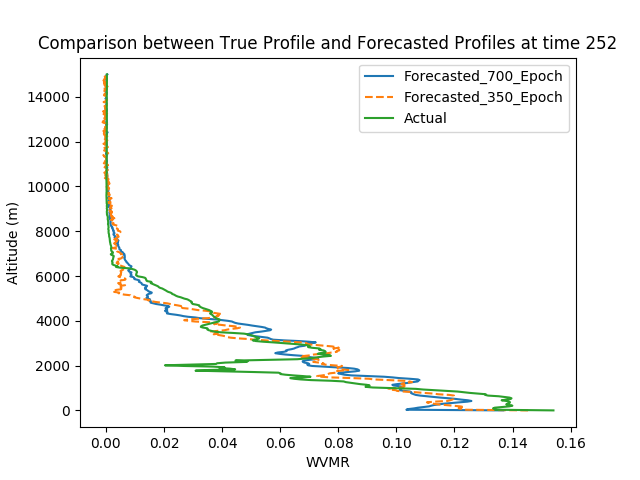 Comparison between True Profile and Forecasted Profiles at time 252
Forecasted_700_Epoch
Forecasted_350_Epoch
Actual
Altitude (m)
14000
12000
10000
8000
6000
4000
2000
0
0.00 0.02 0.04 0.06 0.08 0.10 0.12 0.14 0.16
WVMR